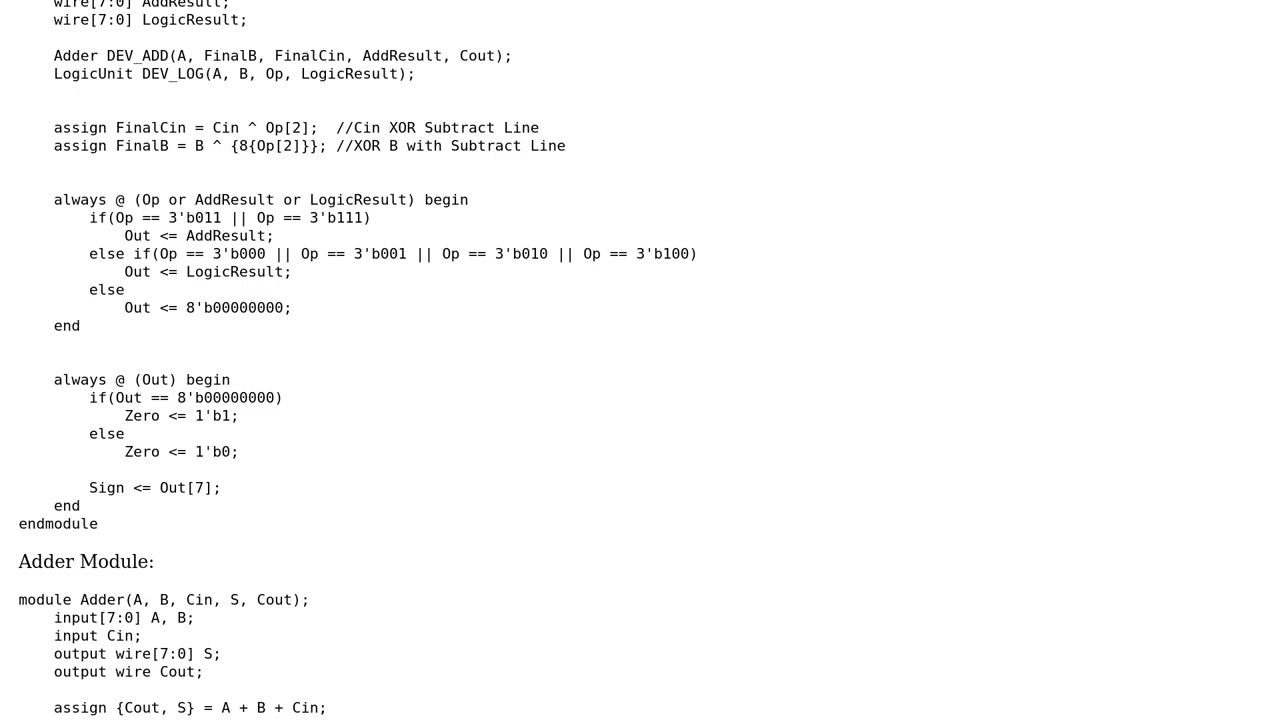 wire[7:0] AddResult;
wire[7:0] LogicResult;
Adder DEV_ADD(A, FinalB, FinalCin, AddResult, Cout);
LogicUnit DEV_LOG(A, B, Op, LogicResult);
assign FinalCin = Cin ^ Op[2];  //Cin XOR Subtract Line
assign FinalB = B ^ {8{Op[2]}}; //XOR B with Subtract Line
always @ (Op or AddResult or LogicResult) begin
if(Op == 3'b011 || Op == 3'b111)
Out <= AddResult;
else if(Op == 3'b000 || Op == 3'b001 || Op == 3'b010 || Op == 3'b100)
Out <= LogicResult;
else
Out <= 8'b00000000;
end
always @ (Out) begin
if(Out == 8'b00000000)
Zero <= 1'b1;
else
Zero <= 1'b0;
Sign <= Out[7];
end
endmodule
Adder Module:
module Adder(A, B, Cin, S, Cout);
input[7:0] A, B;
input Cin;
output wire[7:0] S;
output wire Cout;
assign {Cout, S} = A + B + Cin;